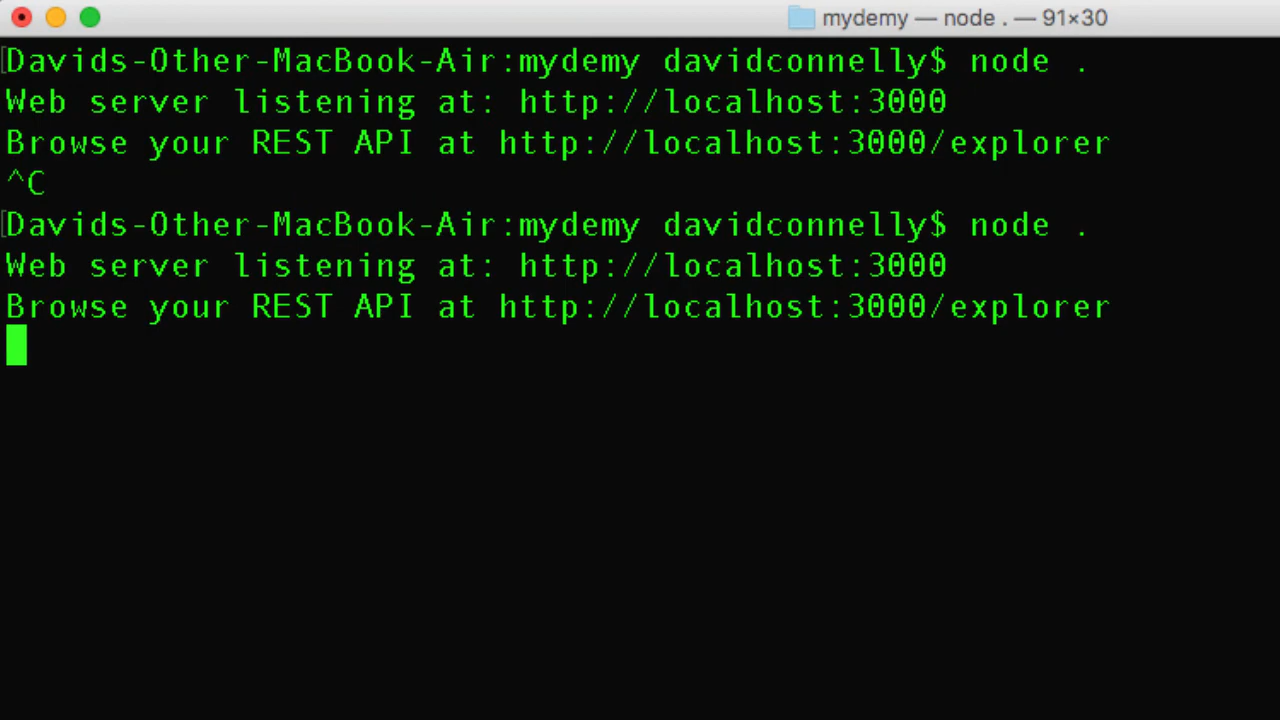 mydemy — node . — 91×30
Davids-Other-MacBook-Air:mydemy davidconnelly$ node .
Web server listening at: http://localhost:3000
Browse your REST API at http://localhost:3000/explorer
^C
Davids-Other-MacBook-Air:mydemy davidconnelly$ node .
Web server listening at: http://localhost:3000
Browse your REST API at http://localhost:3000/explorer